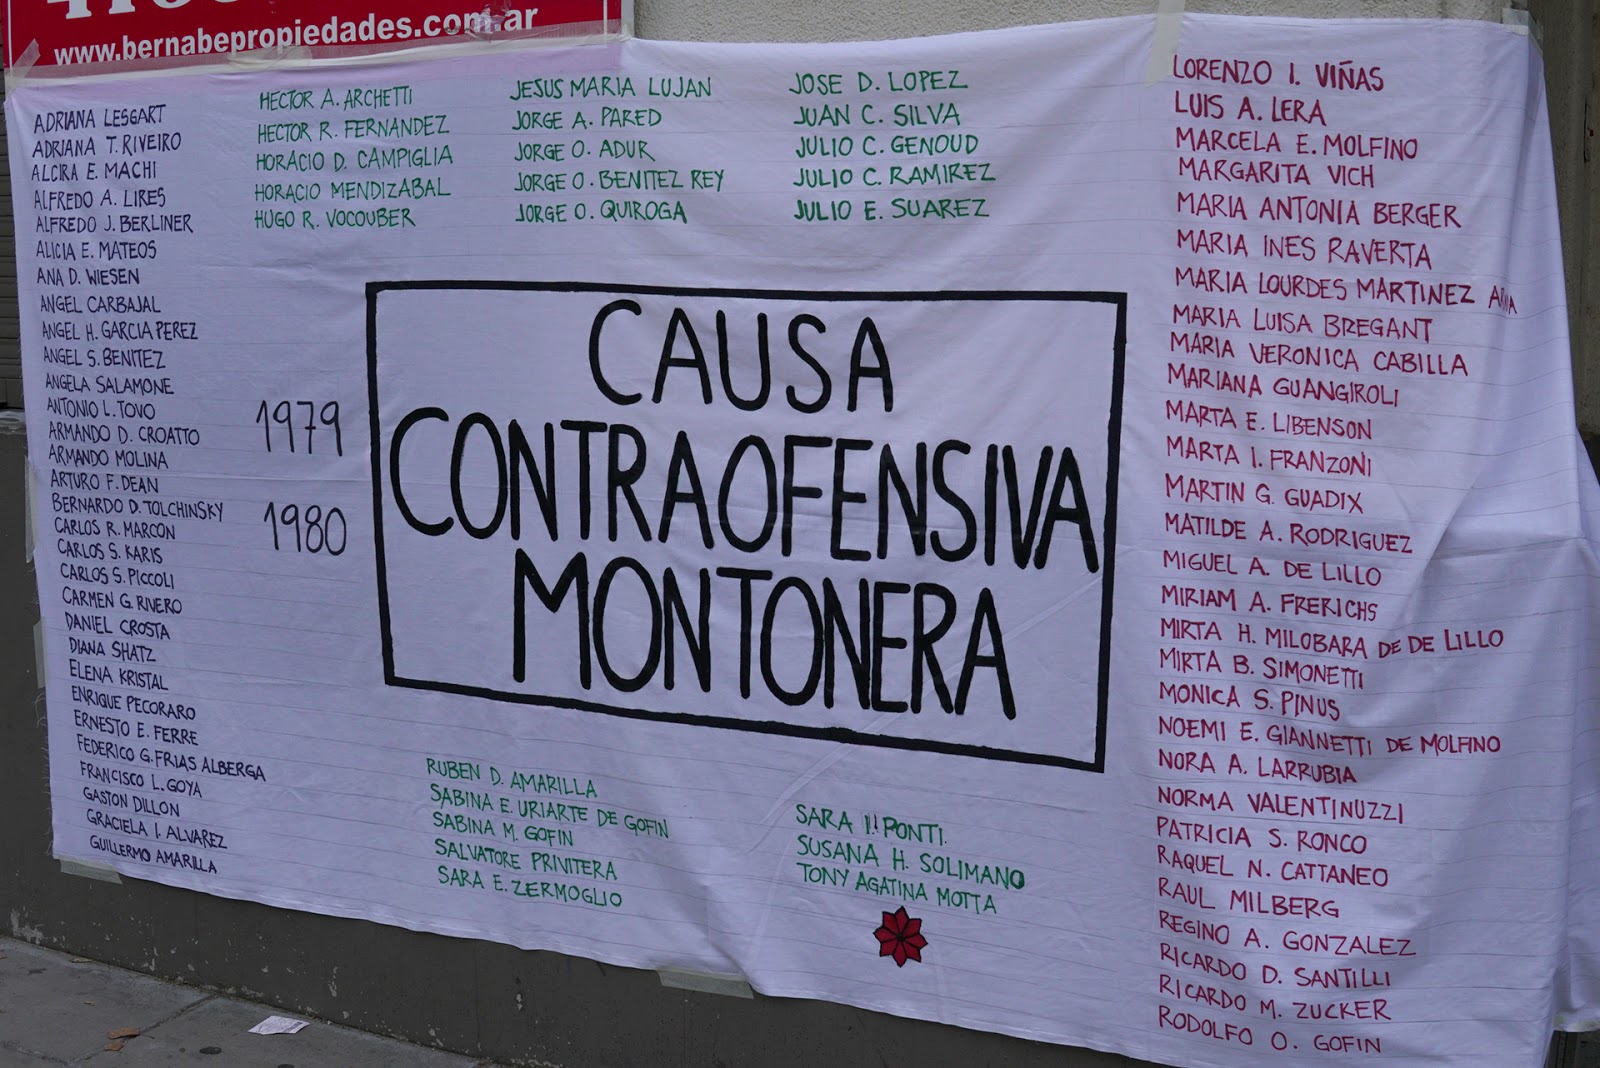 www.bernabepropiedades.com.ar
ADRIANA LESGART
ADRIANA T. RIVEIRO
ALCIRA E. MACHI
ALFREDO A. LIRES
ALFREDO J. BERLINER
ALICIA E. MATEOS
ANA D. WIESEN
ANGEL CARBAJAL
ANGEL H. GARCIA PEREZ
ANGEL S. BENITEZ
ANGELA SALAMONE
ANTONIO L. TOVO
ARMANDO D. CROATTO
ARMANDO MOLINA
ARTURO F. DEAN
BERNARDO D. TOLCHINSKY
CARLOS R. MARCON
CARLOS S. KARIS
CARLOS S. PICCOLI
CARMEN G. RIVERO
DANIEL CROSTA
DIANA SHATZ
ELENA KRISTAL
ENRIQUE PECORARO
ERNESTO E. FERRE
FEDERICO G. FRIAS ALBERGA
FRANCISCO L. GOYA
GASTON DILLON
GRACIELA I. ALVAREZ
GUILLERMO AMARILLA
HECTOR A. ARCHETTI
HECTOR R. FERNANDEZ
HORACIO D. CAMPIGLIA
HORACIO MENDIZABAL
HUGO R. VOCOUBER
JESUS MARIA LUJAN
JORGE A. PARED
JORGE O. ADUR
JORGE O. BENITEZ REY
JORGE O. QUIROGA
JOSE D. LOPEZ
JUAN C. SILVA
JULIO C. GENOUD
JULIO C. RAMIREZ
JULIO E. SUAREZ
1979
1980
CAUSA
CONTRAOFENSIVA
MONTONERA
LORENZO I. VIÑAS
LUIS A. LERA
MARCELA E. MOLFINO
MARGARITA VICH
MARIA ANTONIA BERGER
MARIA INES RAVERTA
MARIA LOURDES MARTINEZ
MARIA LUISA BREGANT
MARIA VERONICA CABILLA
MARIANA GUANGIROLI
MARTA E. LIBENSON
MARTA I. FRANZONI
MARTIN G. GUADIX
MATILDE A. RODRIGUEZ
MIGUEL A. DE LILLO
MIRIAM A. FRERICHS
MIRTA H. MILOBARA DE DE LILLO
MIRTA B. SIMONETTI
MONICA S. PINUS
NOEMI E. GIANNETTI DE MOLFINO
NORA A. LARRUBIA
NORMA VALENTINUZZI
PATRICIA S. RONCO
RAQUEL N. CATTANEO
RAUL MILBERG
REGINO A. GONZALEZ
RICARDO D. SANTILLI
RICARDO M. ZUCKER
RODOLFO O. GOFIN
RUBEN D. AMARILLA
SABINA E. URIARTE DE GOFIN
SABINA M. GOFIN
SALVATORE PRIVITERA
SARA E. ZERMOGLIO
SARA I. PONTI.
SUSANA H. SOLIMANO
TONY AGATINA MOTTA